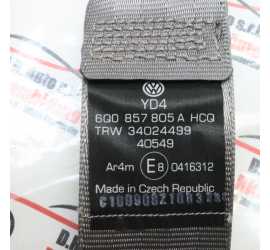 YD4
6Q0 857 805 A HCQ
TRW 34024499
40549
Ar4m E8 0416312
Made in Czech Republic